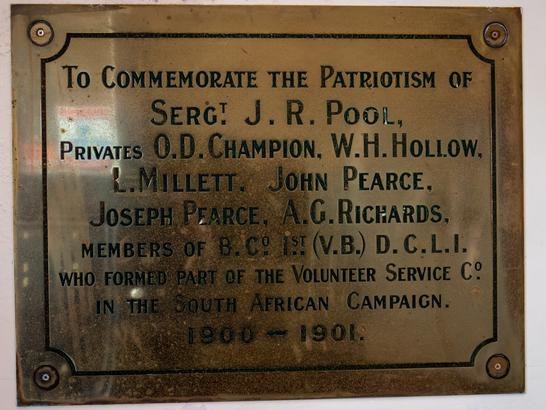 To Commemorate the Patriotism of
Sergt J. R. Pool,
Privates O.D. Champion, W.H. Hollow,
L. Millett, John Pearce,
Joseph Pearce, A.G. Richards,
members of B. Co 1st (V.B.) D.C.L.I.
who formed part of the Volunteer Service Co
in the South African Campaign.
1900 — 1901.